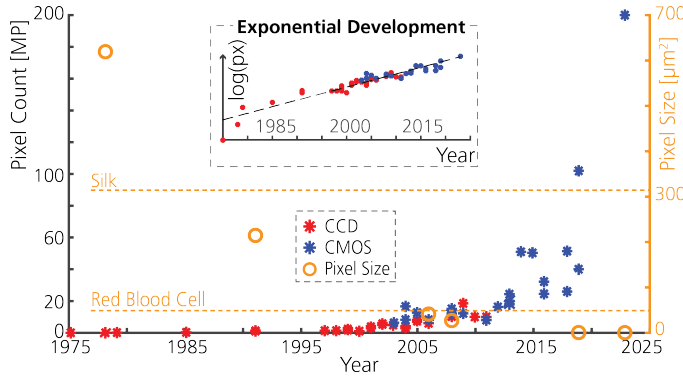 Exponential Development
log(px)
1985
2000
2015
Year
Pixel Count [MP]
200
100
60
20
0
Silk
Red Blood Cell
CCD
CMOS
Pixel Size
700
300
0
Pixel Size [µm²]
1975
1985
1995
2005
2015
2025
Year